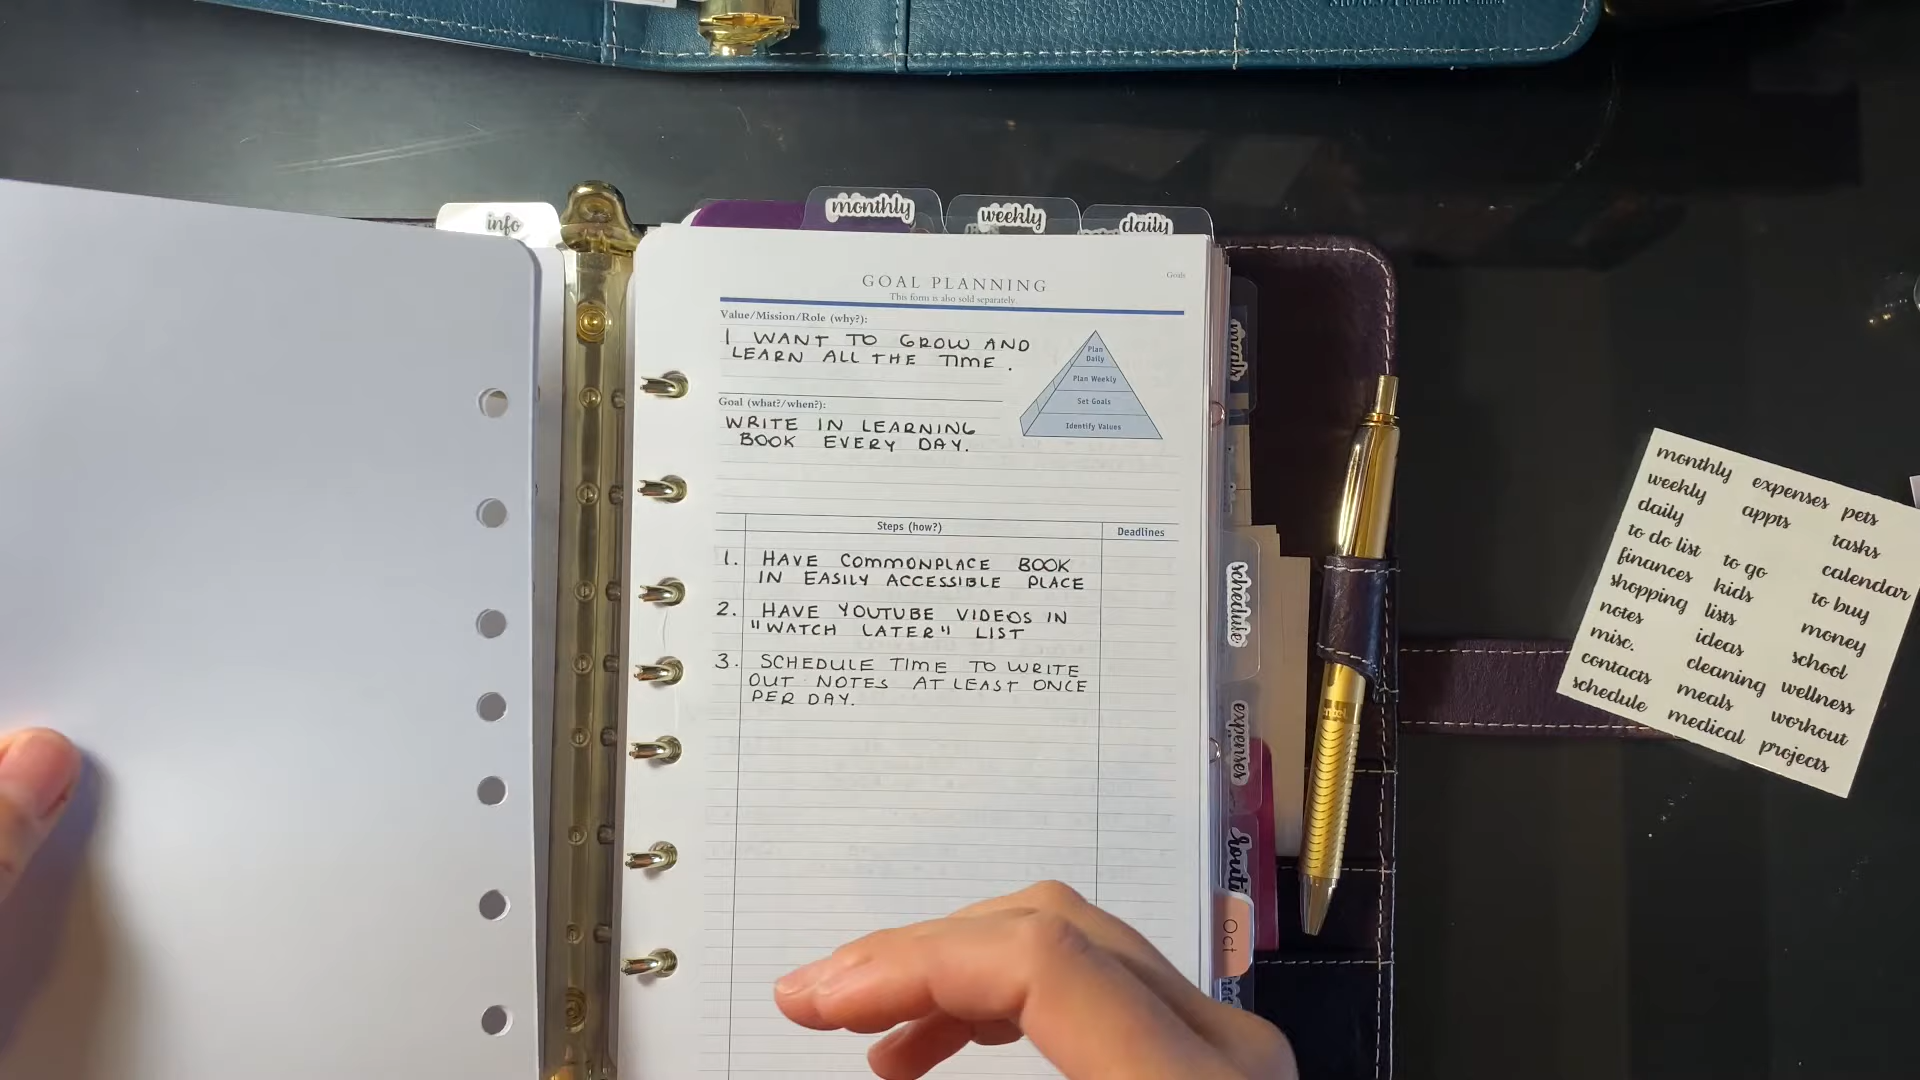 info
monthly
weekly
daily
Goals
GOAL PLANNING
This form is also sold separately.
Value/Mission/Role (why?):
I WANT TO GROW AND
LEARN ALL THE TIME.
Plan
Daily
Plan Weekly
Set Goals
Identify Values
Goal (what?/when?):
WRITE IN LEARNING
BOOK EVERY DAY.
Steps (how?)
Deadlines
1. HAVE COMMONPLACE BOOK
IN EASILY ACCESSIBLE PLACE
2. HAVE YOUTUBE VIDEOS IN
"WATCH LATER" LIST
3. SCHEDULE TIME TO WRITE
OUT NOTES AT LEAST ONCE
PER DAY.
meals
schedule
expenses
routi
Oct
monthly expenses pets
weekly appts tasks
daily to go calendar
to do list kids to buy
finances lists money
shopping ideas school
notes cleaning wellness
misc. meals workout
contacts medical projects
schedule